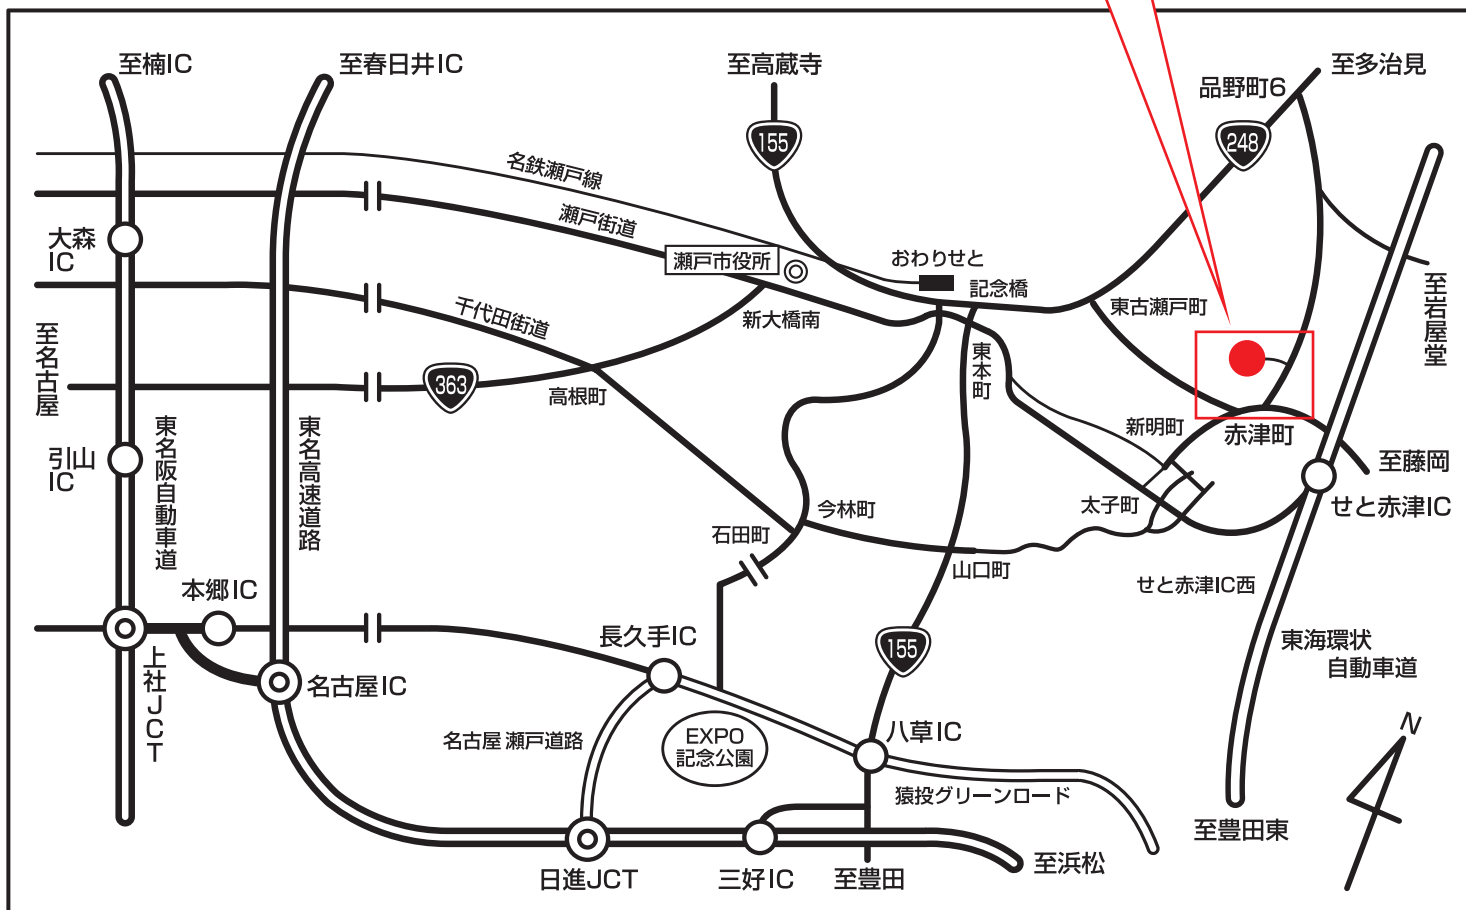 至楠IC
至春日井IC
至高蔵寺
至多治見
品野町6
155
248
名鉄瀬戸線
瀬戸街道
大森
IC
瀬戸市役所
おわりせと
記念橋
至岩屋堂
東古瀬戸町
千代田街道
新大橋南
至名古屋
363
高根町
東本町
新明町
赤津町
至藤岡
引山
IC
東名阪自動車道
東名高速道路
太子町
せと赤津IC
今林町
石田町
山口町
せと赤津IC西
本郷IC
長久手IC
155
東海環状
自動車道
上社JCT
名古屋IC
名古屋瀬戸道路
EXPO
記念公園
八草IC
N
猿投グリーンロード
至豊田東
日進JCT
三好IC
至豊田
至浜松